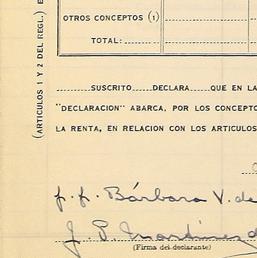 OTROS CONCEPTOS (1)
TOTAL:
SUSCRITO DECLARA QUE EN LA
"DECLARACION" ABARCA, POR LOS CONCEPTO
LA RENTA, EN RELACION CON LOS ARTICULOS
(ARTICULOS 1 Y 2 DEL REGL.) E
p. p. Bárbara V. de
J. P. Martínez d
(Firma del declarante)